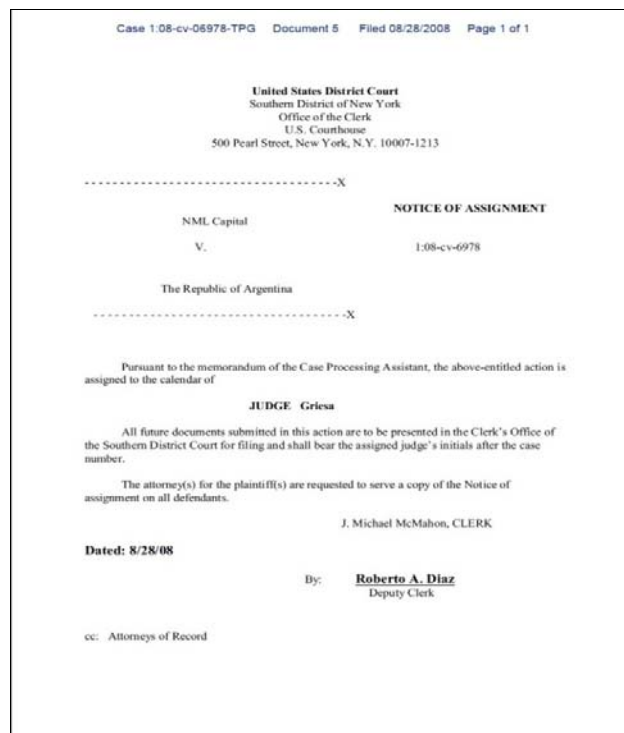 Case 1:08-cv-06978-TPG Document 5 Filed 08/28/2008 Page 1 of 1
United States District Court
Southern District of New York
Office of the Clerk
U.S. Courthouse
500 Pearl Street, New York, N.Y. 10007-1213
- - - - - - - - - - - - - - - - - - - - - - - - - - - - - - - - - - - -X
NOTICE OF ASSIGNMENT
NML Capital
V.
1:08-cv-6978
The Republic of Argentina
- - - - - - - - - - - - - - - - - - - - - - - - - - - - - - - - - - - -X
Pursuant to the memorandum of the Case Processing Assistant, the above-entitled action is
assigned to the calendar of
JUDGE Griesa
All future documents submitted in this action are to be presented in the Clerk's Office of
the Southern District Court for filing and shall bear the assigned judge's initials after the case
number.
The attorney(s) for the plaintiff(s) are requested to serve a copy of the Notice of
assignment on all defendants.
J. Michael McMahon, CLERK
Dated: 8/28/08
By: Roberto A. Diaz
Deputy Clerk
cc: Attorneys of Record